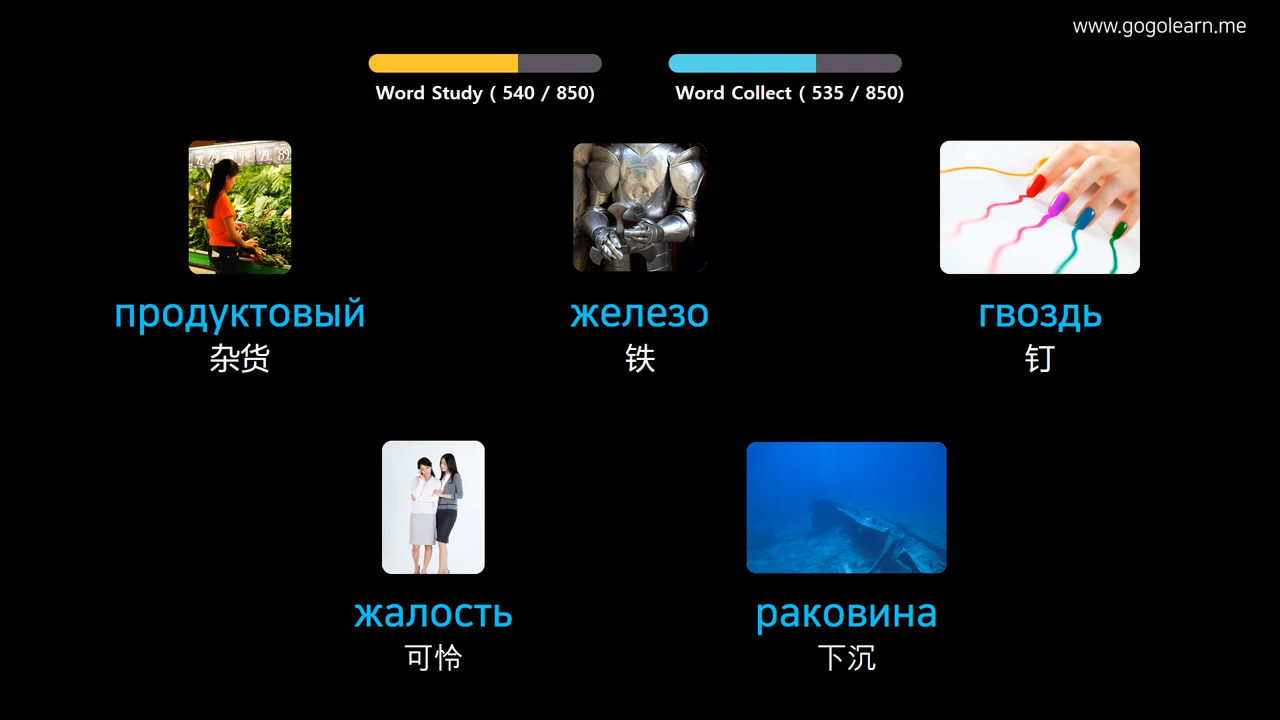 www.gogolearn.me
Word Study ( 540 / 850)
Word Collect ( 535 / 850)
продуктовый
железо
гвоздь
杂货
铁
钉
жалость
раковина
可怜
下沉